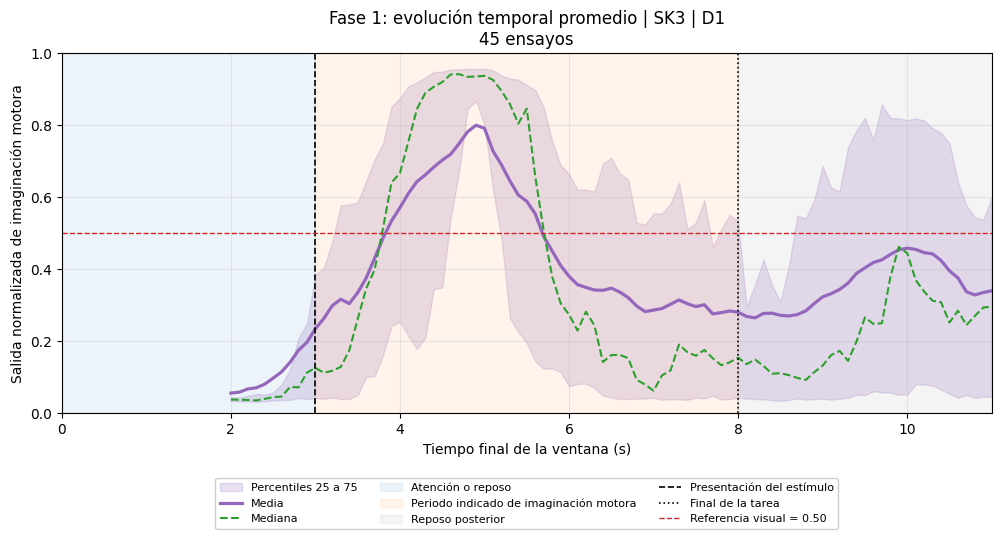 Fase 1: evolución temporal promedio | SK3 | D1
45 ensayos
Salida normalizada de imaginación motora
1.0
0.8
0.6
0.4
0.2
0.0
0
2
4
6
8
10
Tiempo final de la ventana (s)
Percentiles 25 a 75
Media
Mediana
Atención o reposo
Periodo indicado de imaginación motora
Reposo posterior
Presentación del estímulo
Final de la tarea
Referencia visual = 0.50